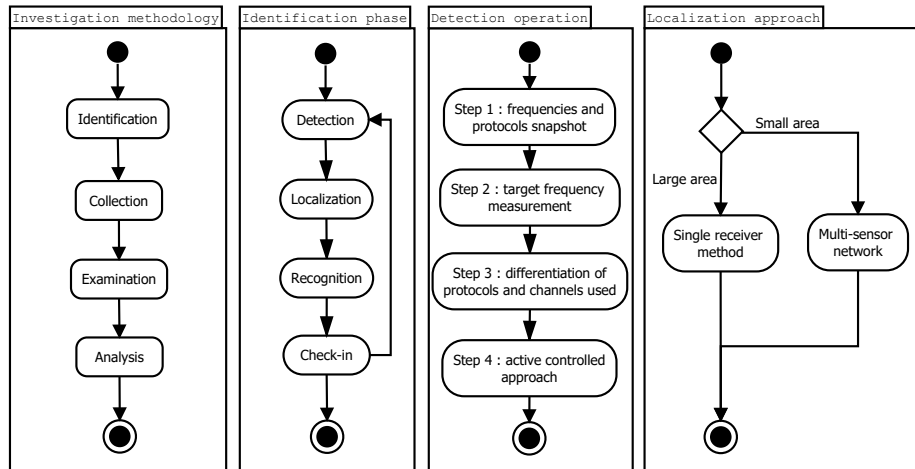 Investigation methodology
Identification
Collection
Examination
Analysis
Identification phase
Detection
Localization
Recognition
Check-in
Detection operation
Step 1 : frequencies and
protocols snapshot
Step 2 : target frequency
measurement
Step 3 : differentiation of
protocols and channels used
Step 4 : active controlled
approach
Localization approach
Small area
Large area
Single receiver
method
Multi-sensor
network